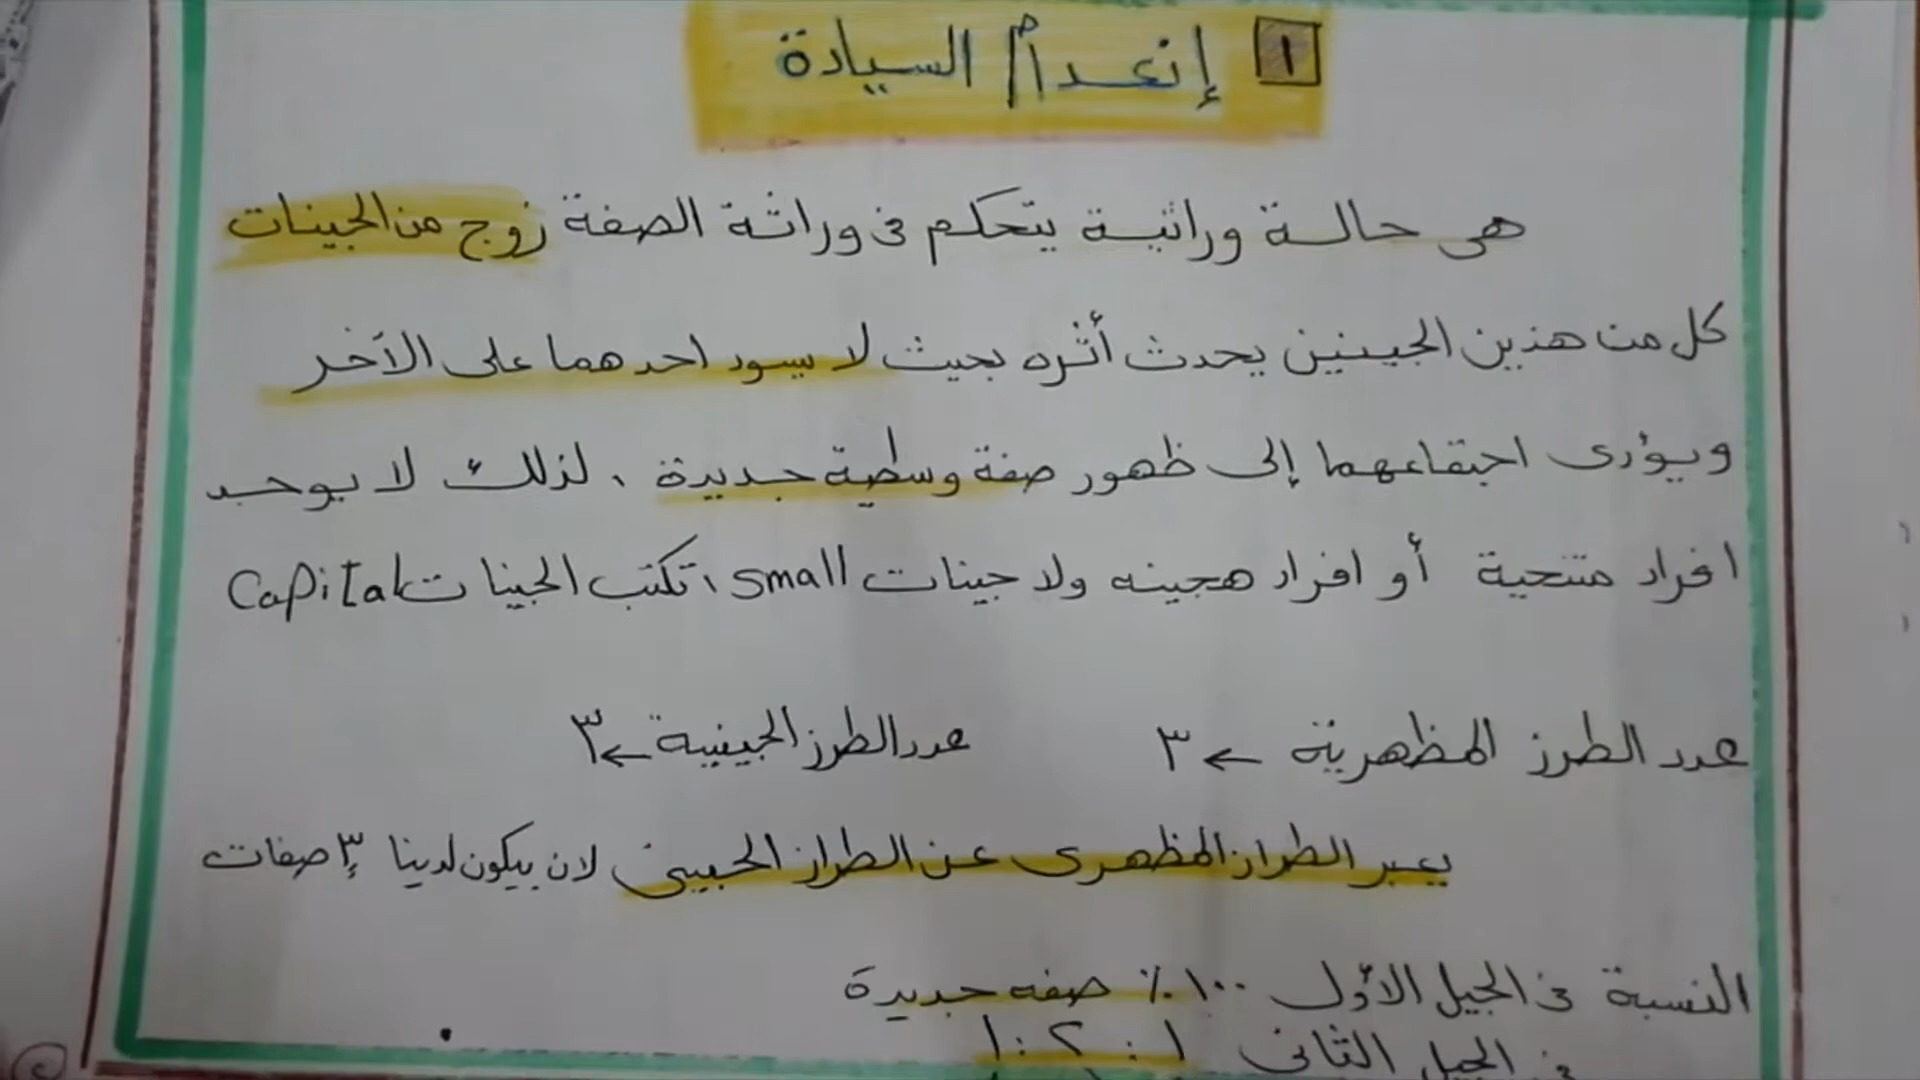 ١ إنعدام السيادة
هى حالة وراثية يتحكم فى وراثة الصفة زوج من الجينات
كل من هذين الجينين يحدث أثره بحيث لا يسود احدهما على الآخر
ويؤدى اجتماعهما إلى ظهور صفة وسطية جديدة ، لذلك لا يوجد
افراد متنحية أو افراد هجينه ولا جينات small ، تكتب الجينات Capital
عدد الطرز المظهرية ← ٣ عدد الطرز الجينية ← ٣
يعبر الطراز المظهرى عن الطراز الجينى لان بيكون لدينا ٣ صفات
النسبة فى الجيل الأول ١٠٠٪ صفه جديدة
فى الجيل الثانى ١ : ٢ : ١